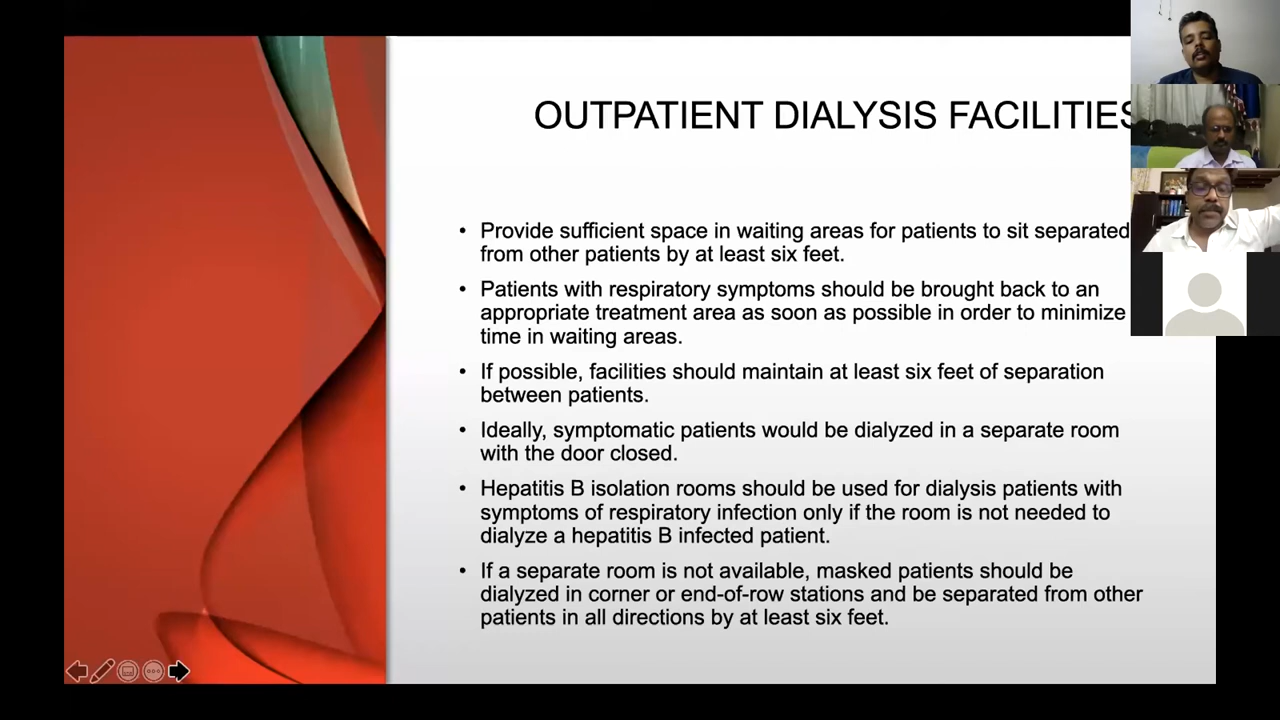 OUTPATIENT DIALYSIS FACILITIES
• Provide sufficient space in waiting areas for patients to sit separated
from other patients by at least six feet.
• Patients with respiratory symptoms should be brought back to an
appropriate treatment area as soon as possible in order to minimize
time in waiting areas.
• If possible, facilities should maintain at least six feet of separation
between patients.
• Ideally, symptomatic patients would be dialyzed in a separate room
with the door closed.
• Hepatitis B isolation rooms should be used for dialysis patients with
symptoms of respiratory infection only if the room is not needed to
dialyze a hepatitis B infected patient.
• If a separate room is not available, masked patients should be
dialyzed in corner or end-of-row stations and be separated from other
patients in all directions by at least six feet.